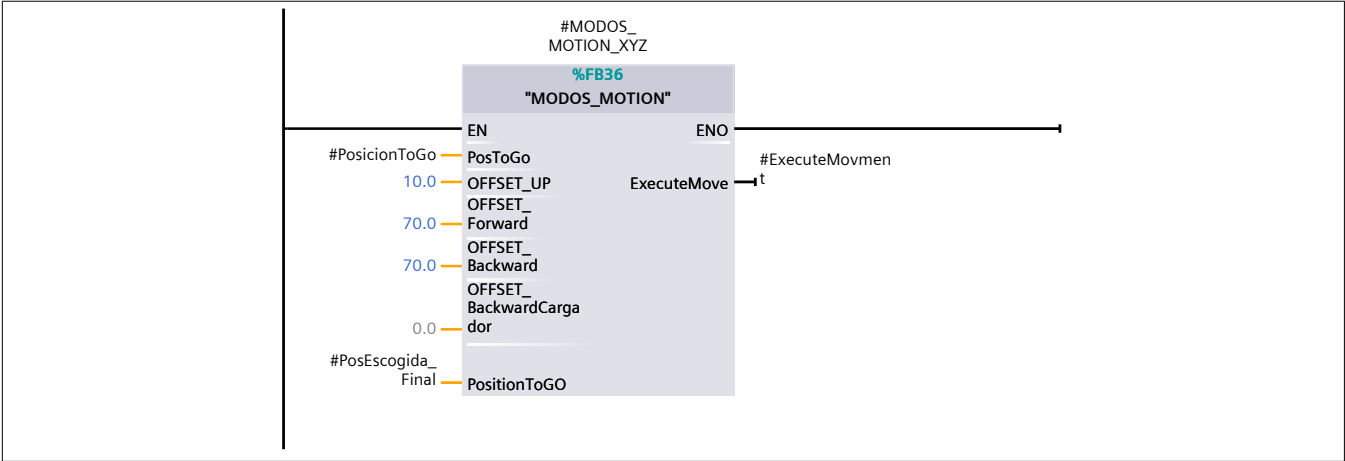 #MODOS_
MOTION_XYZ
%FB36
"MODOS_MOTION"
EN
ENO
#PosicionToGo
PosToGo
#ExecuteMovmen
t
10.0
OFFSET_UP
ExecuteMove
OFFSET_
70.0
Forward
OFFSET_
70.0
Backward
OFFSET_
BackwardCarga
0.0
dor
#PosEscogida_
Final
PositionToGO